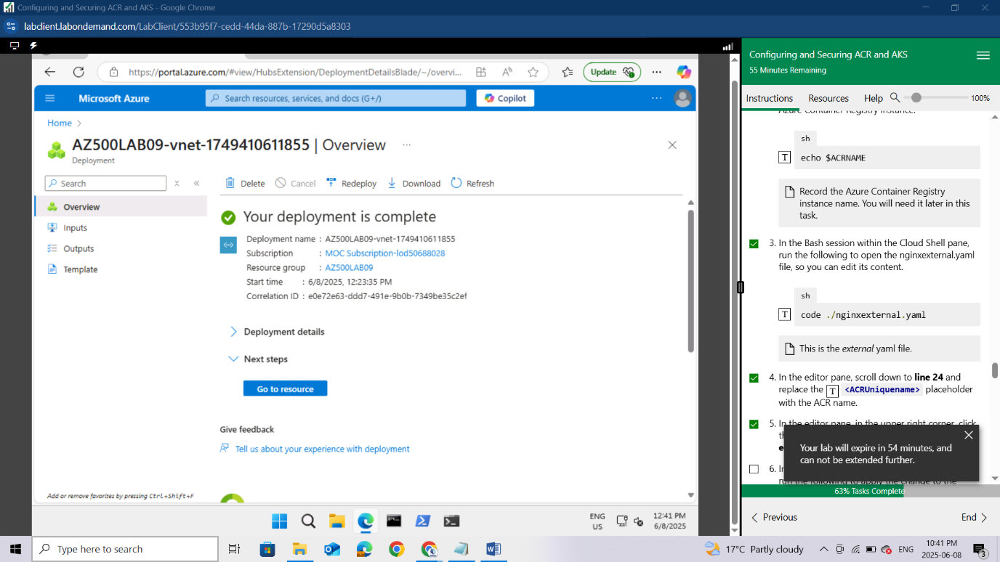 Configuring and Securing ACR and AKS - Google Chrome
labclient.labondemand.com/LabClient/553b95f7-cedd-44da-887b-17290d5a8303
https://portal.azure.com/#view/HubsExtension/DeploymentDetailsBlade/~/overvi...
Update
Microsoft Azure
Search resources, services, and docs (G+/)
Copilot
Home
AZ500LAB09-vnet-1749410611855 | Overview
Deployment
Search
Overview
Inputs
Outputs
Template
Delete
Cancel
Redeploy
Download
Refresh
Your deployment is complete
Deployment name : AZ500LAB09-vnet-1749410611855
Subscription : MOC Subscription-lod50688028
Resource group : AZ500LAB09
Start time : 6/8/2025, 12:23:35 PM
Correlation ID : e0e72e63-ddd7-491e-9b0b-7349be35c2ef
Deployment details
Next steps
Go to resource
Give feedback
Tell us about your experience with deployment
Add or remove favorites by pressing Ctrl+Shift+F
ENG
US
12:41 PM
6/8/2025
Configuring and Securing ACR and AKS
55 Minutes Remaining
Instructions
Resources
Help
100%
Azure Container Registry instance.
sh
T
echo $ACRNAME
Record the Azure Container Registry
instance name. You will need it later in this
task.
3. In the Bash session within the Cloud Shell pane,
run the following to open the nginxexternal.yaml
file, so you can edit its content.
sh
T
code ./nginxexternal.yaml
This is the external yaml file.
4. In the editor pane, scroll down to line 24 and
replace the T <ACRUniquename> placeholder
with the ACR name.
5. In the editor pane, in the upper right corner, click
Your lab will expire in 54 minutes, and
can not be extended further.
6.
run the following to apply the change to the
63% Tasks Complete
Previous
End
Type here to search
17°C Partly cloudy
ENG
10:41 PM
2025-06-08
3